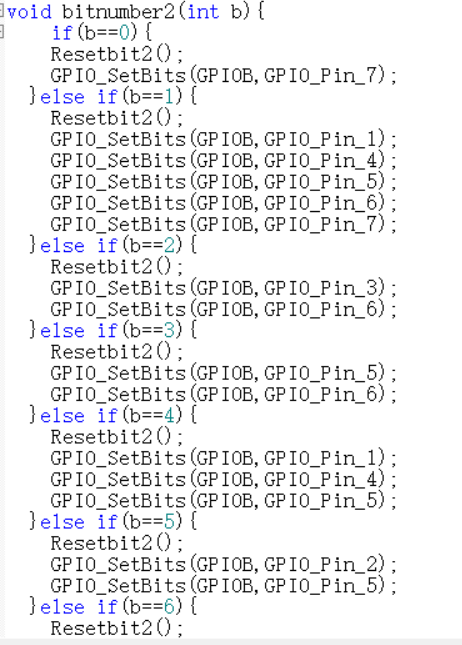 void bitnumber2(int b){
if(b==0){
Resetbit2();
GPIO_SetBits(GPIOB,GPIO_Pin_7);
}else if(b==1){
Resetbit2();
GPIO_SetBits(GPIOB,GPIO_Pin_1);
GPIO_SetBits(GPIOB,GPIO_Pin_4);
GPIO_SetBits(GPIOB,GPIO_Pin_5);
GPIO_SetBits(GPIOB,GPIO_Pin_6);
GPIO_SetBits(GPIOB,GPIO_Pin_7);
}else if(b==2){
Resetbit2();
GPIO_SetBits(GPIOB,GPIO_Pin_3);
GPIO_SetBits(GPIOB,GPIO_Pin_6);
}else if(b==3){
Resetbit2();
GPIO_SetBits(GPIOB,GPIO_Pin_5);
GPIO_SetBits(GPIOB,GPIO_Pin_6);
}else if(b==4){
Resetbit2();
GPIO_SetBits(GPIOB,GPIO_Pin_1);
GPIO_SetBits(GPIOB,GPIO_Pin_4);
GPIO_SetBits(GPIOB,GPIO_Pin_5);
}else if(b==5){
Resetbit2();
GPIO_SetBits(GPIOB,GPIO_Pin_2);
GPIO_SetBits(GPIOB,GPIO_Pin_5);
}else if(b==6){
Resetbit2();